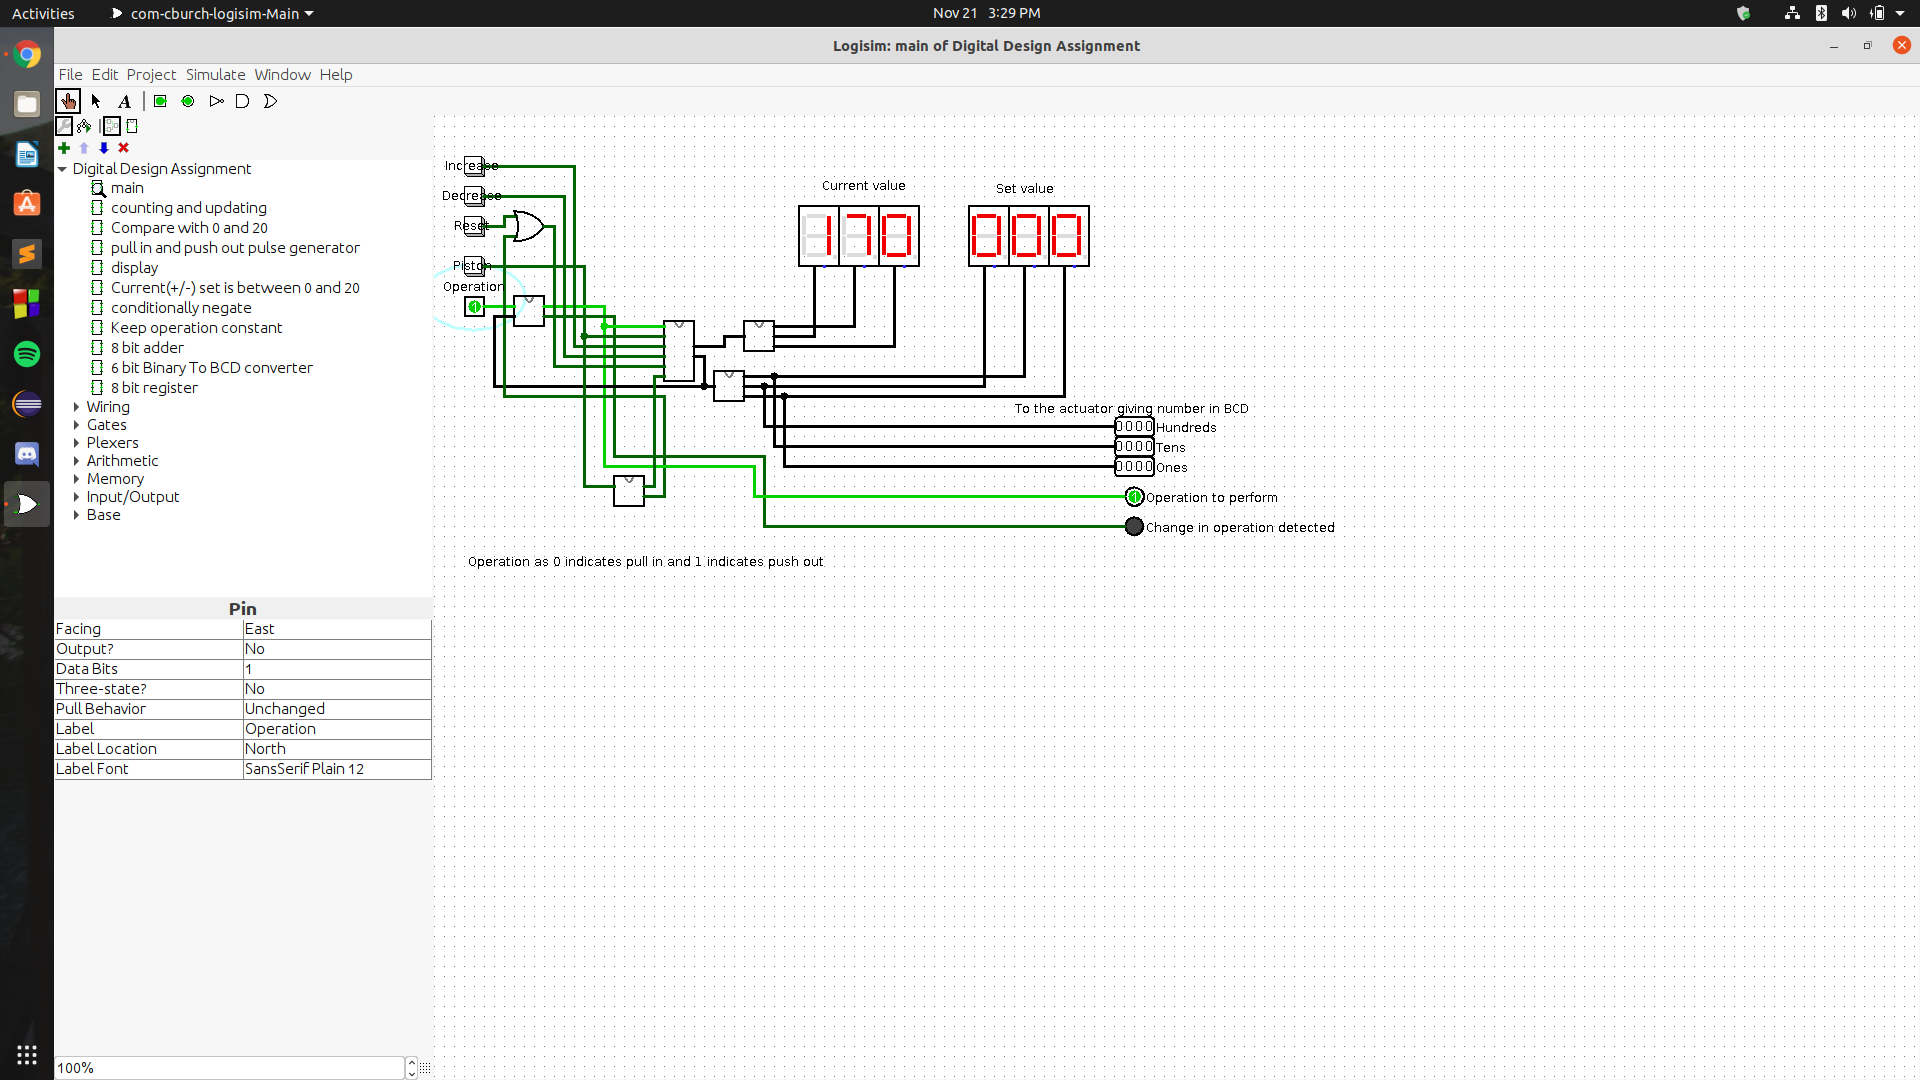 Activities com-cburch-logisim-Main Nov 21 3:29 PM
Logisim: main of Digital Design Assignment
File Edit Project Simulate Window Help
A
Digital Design Assignment
main
counting and updating
Compare with 0 and 20
pull in and push out pulse generator
display
Current(+/-) set is between 0 and 20
conditionally negate
Keep operation constant
8 bit adder
6 bit Binary To BCD converter
8 bit register
Wiring
Gates
Plexers
Arithmetic
Memory
Input/Output
Base
Pin
Facing East
Output? No
Data Bits 1
Three-state? No
Pull Behavior Unchanged
Label Operation
Label Location North
Label Font SansSerif Plain 12
100%
Increase
Decrease
Reset
Piston
Operation
1
Current value
170
Set value
000
To the actuator giving number in BCD
0000 Hundreds
0000 Tens
0000 Ones
1 Operation to perform
Change in operation detected
Operation as 0 indicates pull in and 1 indicates push out